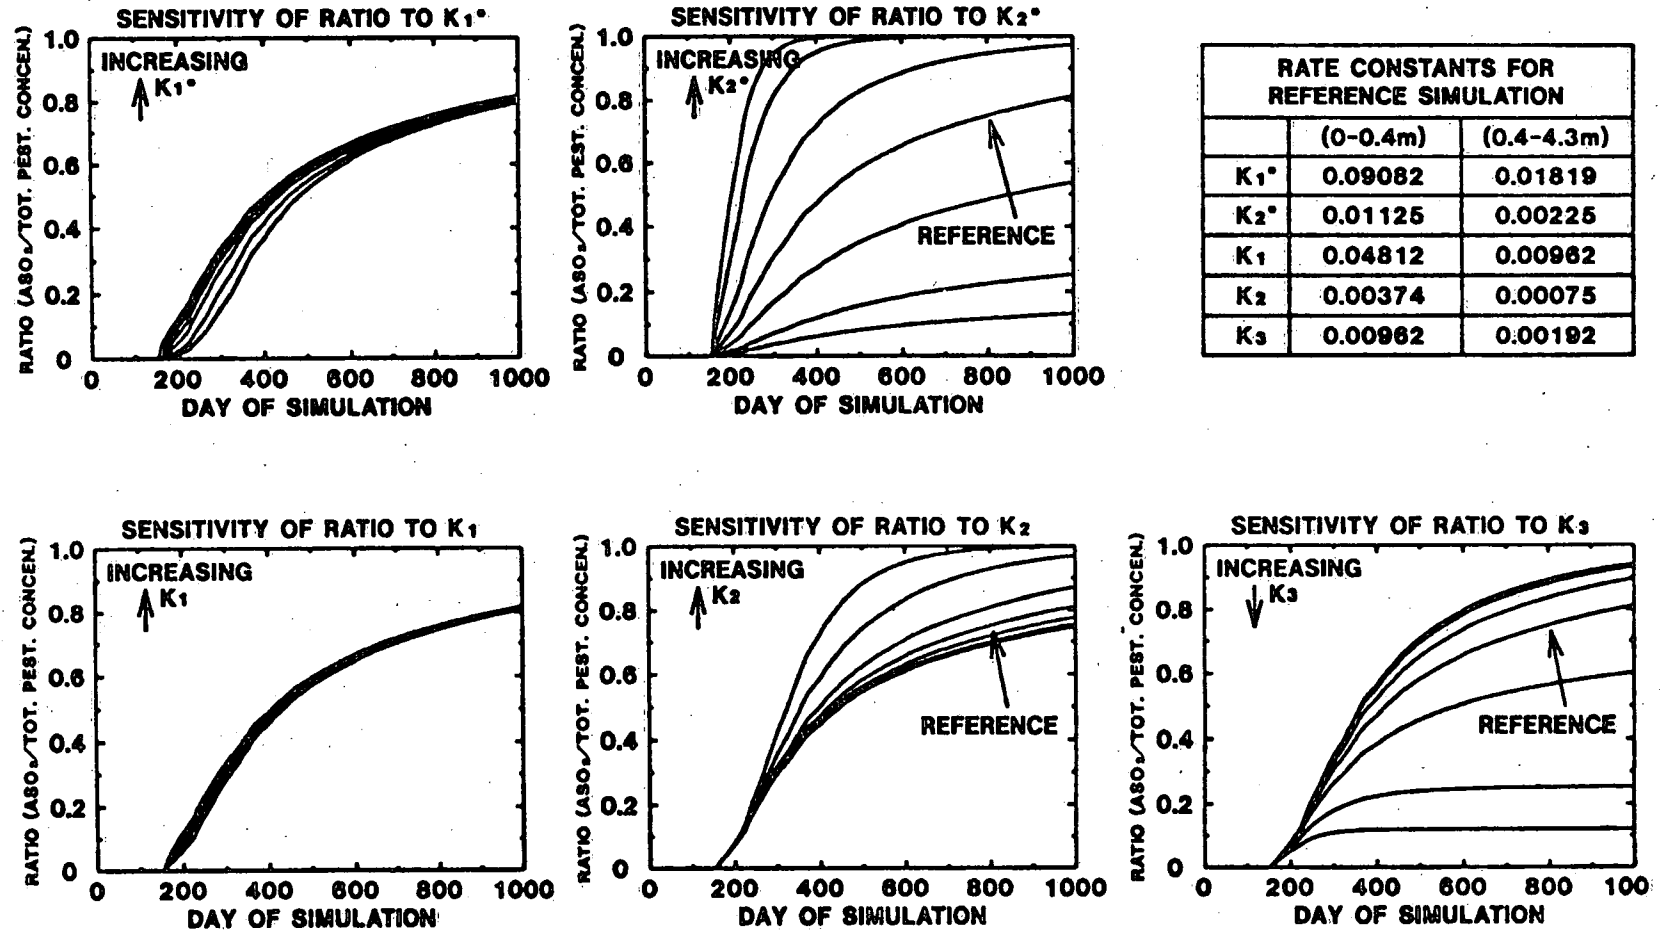 SENSITIVITY OF RATIO TO K₁*
RATIO (ASO₂/TOT. PEST. CONCEN.)
1.0
0.8
0.6
0.4
0.2
0
INCREASING
K₁*
0 200 400 600 800 1000
DAY OF SIMULATION
SENSITIVITY OF RATIO TO K₂*
RATIO (ASO₂/TOT. PEST. CONCEN.)
1.0
0.8
0.6
0.4
0.2
0
INCREASING
K₂*
REFERENCE
0 200 400 600 800 1000
DAY OF SIMULATION
RATE CONSTANTS FOR
REFERENCE SIMULATION
(0-0.4m) (0.4-4.3m)
K₁* 0.09082 0.01819
K₂* 0.01125 0.00225
K₁ 0.04812 0.00962
K₂ 0.00374 0.00075
K₃ 0.00962 0.00192
SENSITIVITY OF RATIO TO K₁
RATIO (ASO₂/TOT. PEST. CONCEN.)
1.0
0.8
0.6
0.4
0.2
0
INCREASING
K₁
0 200 400 600 800 1000
DAY OF SIMULATION
SENSITIVITY OF RATIO TO K₂
RATIO (ASO₂/TOT. PEST. CONCEN.)
1.0
0.8
0.6
0.4
0.2
0
INCREASING
K₂
REFERENCE
0 200 400 600 800 1000
DAY OF SIMULATION
SENSITIVITY OF RATIO TO K₃
RATIO (ASO₂/TOT. PEST. CONCEN.)
1.0
0.8
0.6
0.4
0.2
0
INCREASING
K₃
REFERENCE
0 200 400 600 800 100
DAY OF SIMULATION